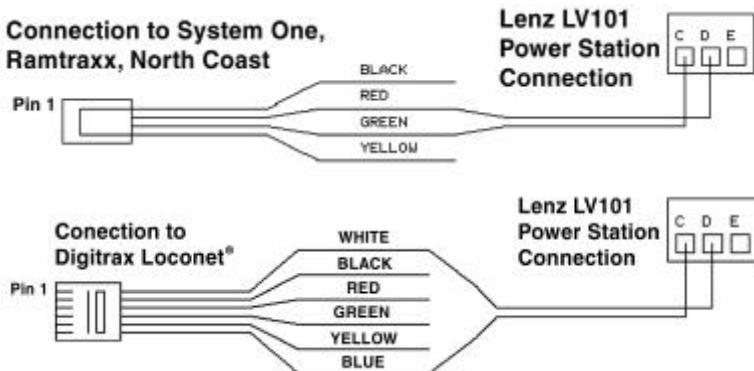 Connection to System One,
Ramtraxx, North Coast
Pin 1
BLACK
RED
GREEN
YELLOW
Lenz LV101
Power Station
Connection
C D E
Conection to
Digitrax Loconet®
Pin 1
WHITE
BLACK
RED
GREEN
YELLOW
BLUE
Lenz LV101
Power Station
Connection
C D E